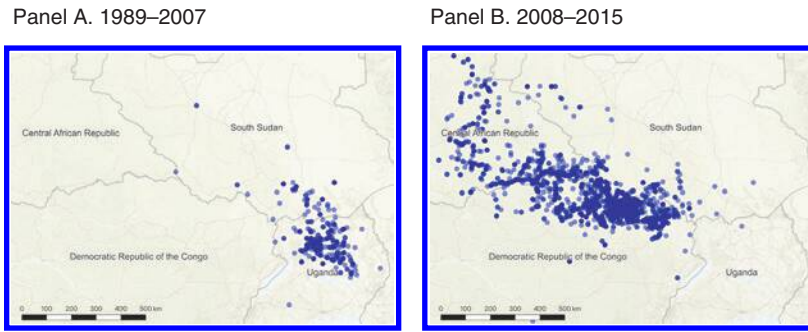 Panel A. 1989–2007
Panel B. 2008–2015
South Sudan
Central African Republic
Democratic Republic of the Congo
Uganda
0 100 200 300 400 500 km
South Sudan
Central African Republic
Democratic Republic of the Congo
Uganda
0 100 200 300 400 500 km